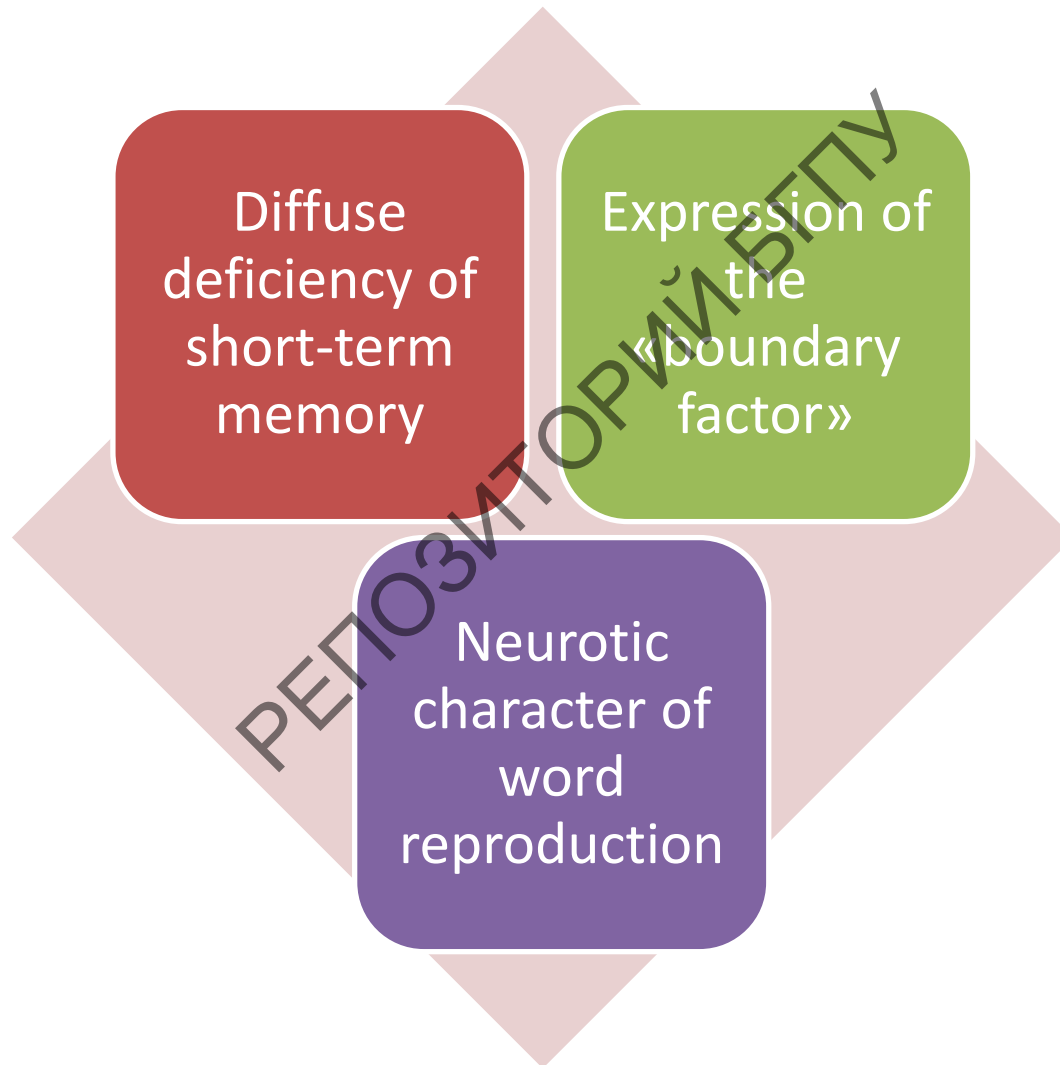 Diffuse
deficiency of
short-term
memory
Expression of
the
«boundary
factor»
Neurotic
character of
word
reproduction
РЕПОЗИТОРИЙ БГПУ